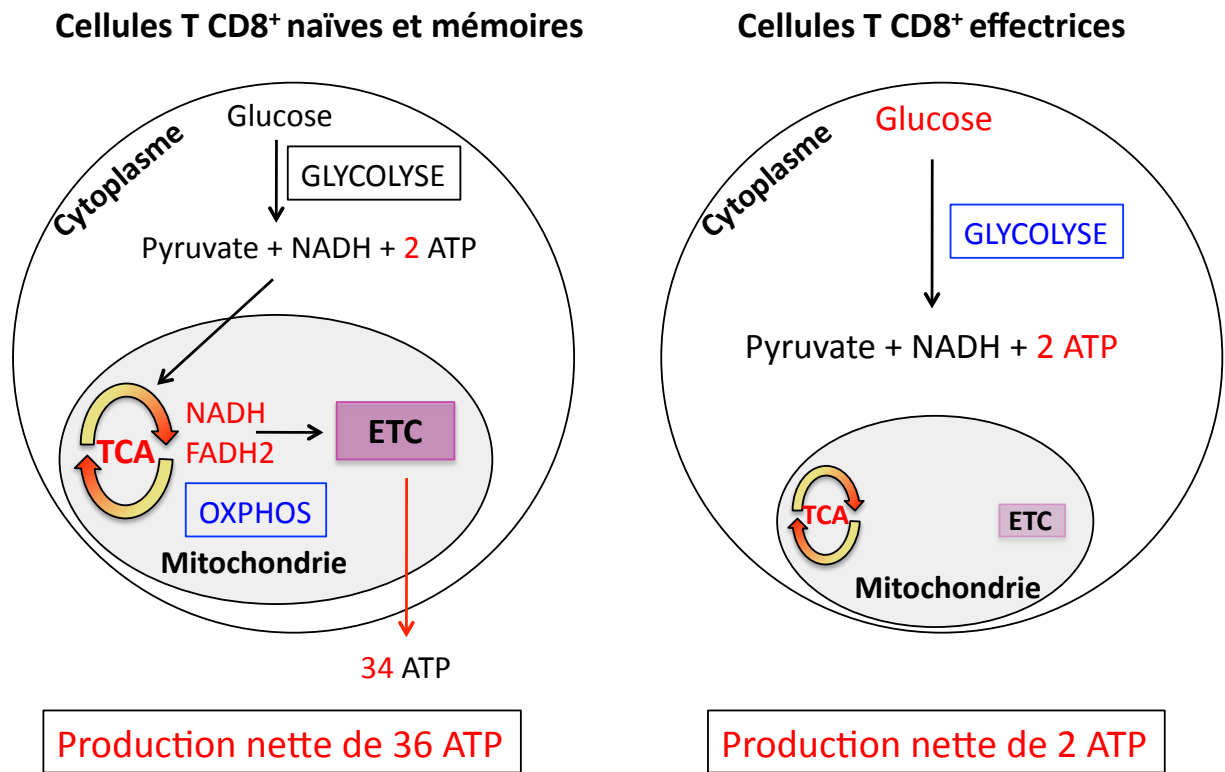 Cellules T CD8⁺ naïves et mémoires
Cytoplasme
Glucose
GLYCOLYSE
Pyruvate + NADH + 2 ATP
TCA
NADH
FADH2
ETC
OXPHOS
Mitochondrie
34 ATP
Production nette de 36 ATP
Cellules T CD8⁺ effectrices
Cytoplasme
Glucose
GLYCOLYSE
Pyruvate + NADH + 2 ATP
TCA
ETC
Mitochondrie
Production nette de 2 ATP